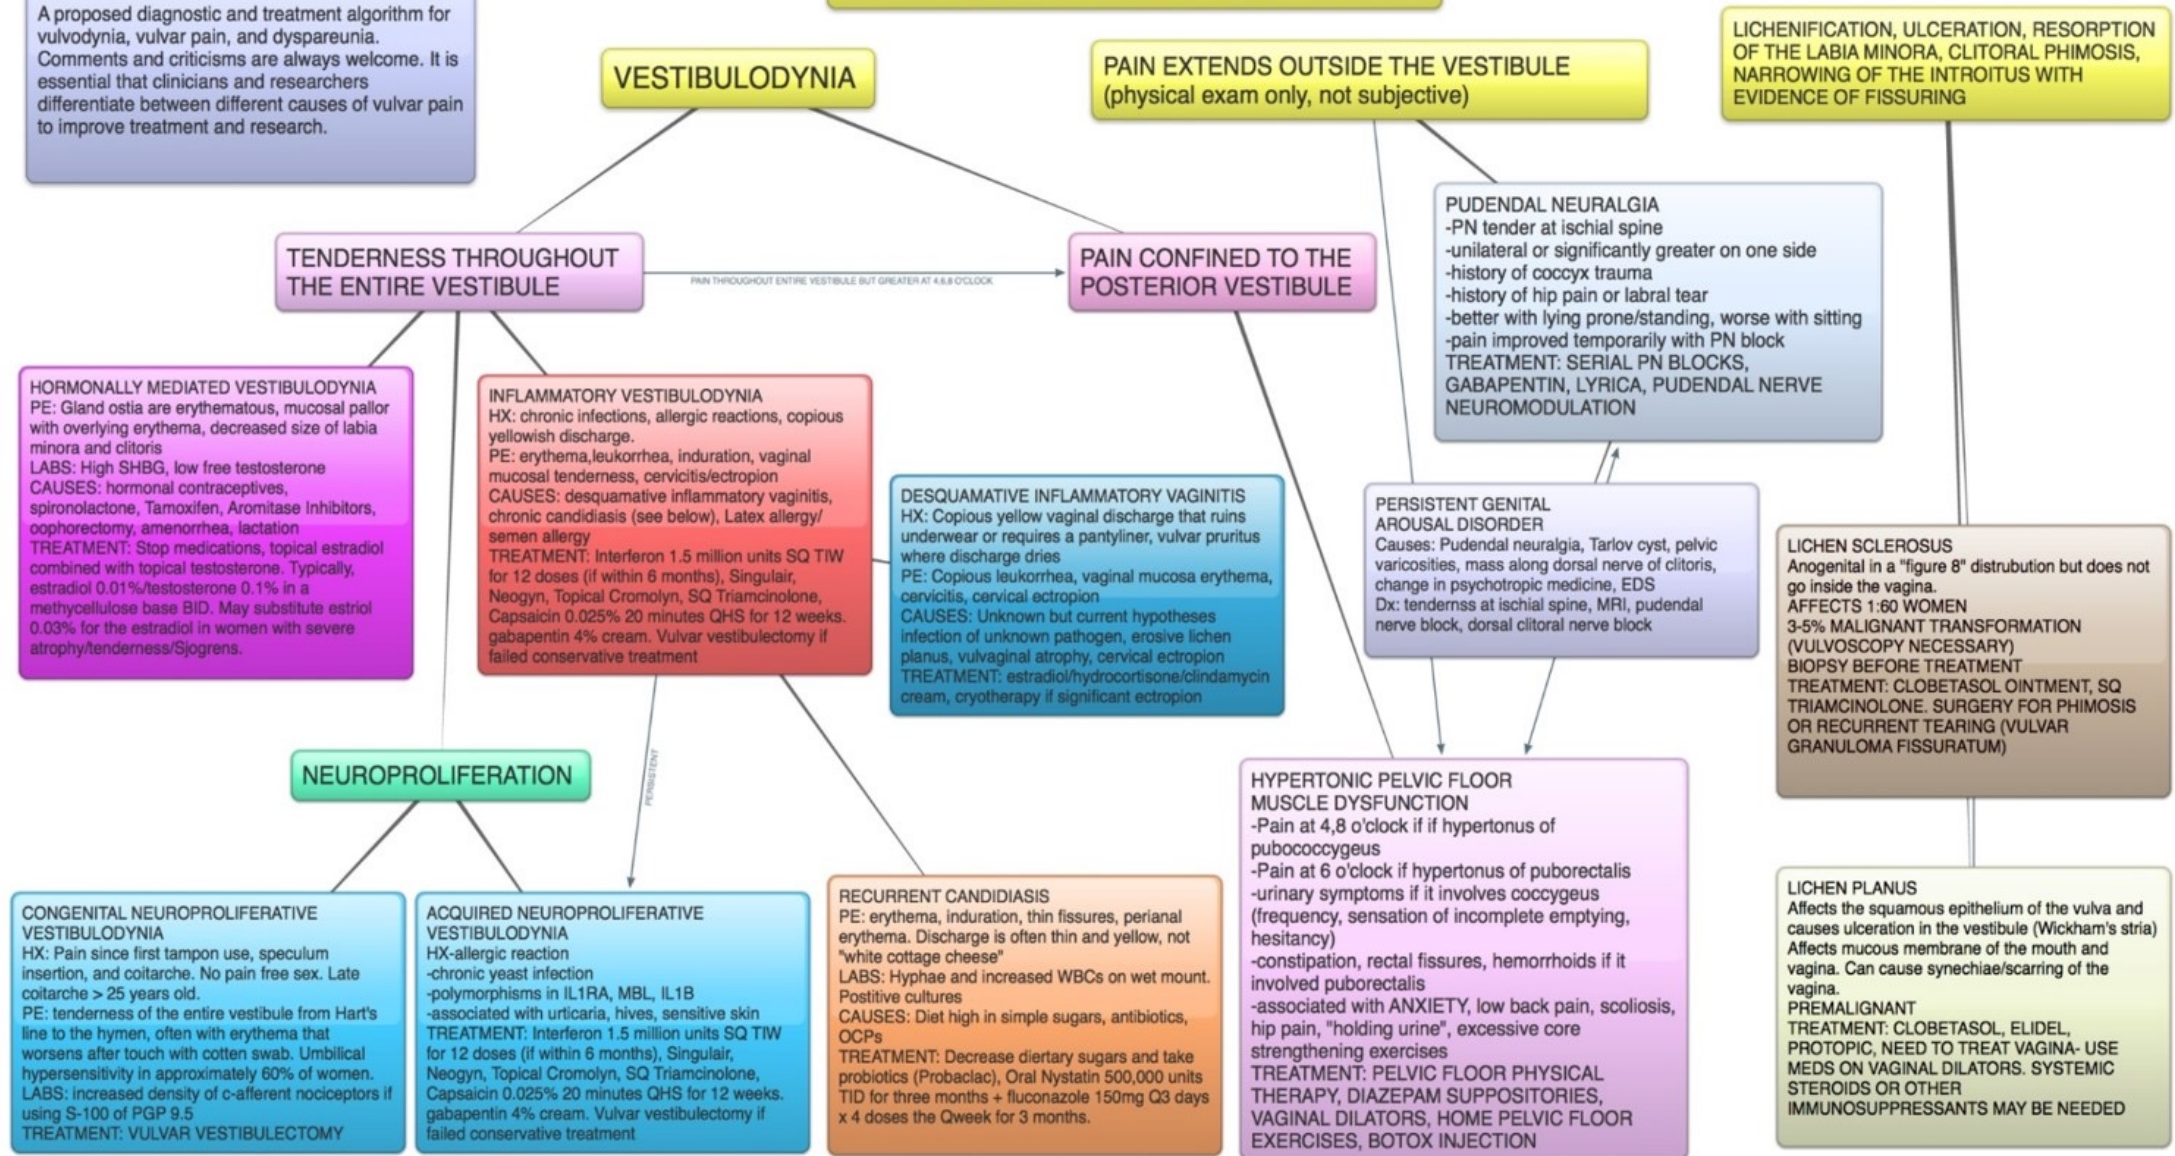 A proposed diagnostic and treatment algorithm for
vulvodynia, vulvar pain, and dyspareunia.
Comments and criticisms are always welcome. It is
essential that clinicians and researchers
differentiate between different causes of vulvar pain
to improve treatment and research.
VESTIBULODYNIA
PAIN EXTENDS OUTSIDE THE VESTIBULE
(physical exam only, not subjective)
LICHENIFICATION, ULCERATION, RESORPTION
OF THE LABIA MINORA, CLITORAL PHIMOSIS,
NARROWING OF THE INTROITUS WITH
EVIDENCE OF FISSURING
TENDERNESS THROUGHOUT
THE ENTIRE VESTIBULE
PAIN THROUGHOUT ENTIRE VESTIBULE BUT GREATER AT 4,6,8 O'CLOCK
PAIN CONFINED TO THE
POSTERIOR VESTIBULE
PUDENDAL NEURALGIA
-PN tender at ischial spine
-unilateral or significantly greater on one side
-history of coccyx trauma
-history of hip pain or labral tear
-better with lying prone/standing, worse with sitting
-pain improved temporarily with PN block
TREATMENT: SERIAL PN BLOCKS,
GABAPENTIN, LYRICA, PUDENDAL NERVE
NEUROMODULATION
HORMONALLY MEDIATED VESTIBULODYNIA
PE: Gland ostia are erythematous, mucosal pallor
with overlying erythema, decreased size of labia
minora and clitoris
LABS: High SHBG, low free testosterone
CAUSES: hormonal contraceptives,
spironolactone, Tamoxifen, Aromitase Inhibitors,
oophorectomy, amenorrhea, lactation
TREATMENT: Stop medications, topical estradiol
combined with topical testosterone. Typically,
estradiol 0.01%/testosterone 0.1% in a
methycellulose base BID. May substitute estriol
0.03% for the estradiol in women with severe
atrophy/tenderness/Sjogrens.
INFLAMMATORY VESTIBULODYNIA
HX: chronic infections, allergic reactions, copious
yellowish discharge.
PE: erythema,leukorrhea, induration, vaginal
mucosal tenderness, cervicitis/ectropion
CAUSES: desquamative inflammatory vaginitis,
chronic candidiasis (see below), Latex allergy/
semen allergy
TREATMENT: Interferon 1.5 million units SQ TIW
for 12 doses (if within 6 months), Singulair,
Neogyn, Topical Cromolyn, SQ Triamcinolone,
Capsaicin 0.025% 20 minutes QHS for 12 weeks.
gabapentin 4% cream. Vulvar vestibulectomy if
failed conservative treatment
DESQUAMATIVE INFLAMMATORY VAGINITIS
HX: Copious yellow vaginal discharge that ruins
underwear or requires a pantyliner, vulvar pruritus
where discharge dries
PE: Copious leukorrhea, vaginal mucosa erythema,
cervicitis, cervical ectropion
CAUSES: Unknown but current hypotheses
infection of unknown pathogen, erosive lichen
planus, vulvaginal atrophy, cervical ectropion
TREATMENT: estradiol/hydrocortisone/clindamycin
cream, cryotherapy if significant ectropion
PERSISTENT GENITAL
AROUSAL DISORDER
Causes: Pudendal neuralgia, Tarlov cyst, pelvic
varicosities, mass along dorsal nerve of clitoris,
change in psychotropic medicine, EDS
Dx: tendernss at ischial spine, MRI, pudendal
nerve block, dorsal clitoral nerve block
LICHEN SCLEROSUS
Anogenital in a "figure 8" distrubution but does not
go inside the vagina.
AFFECTS 1:60 WOMEN
3-5% MALIGNANT TRANSFORMATION
(VULVOSCOPY NECESSARY)
BIOPSY BEFORE TREATMENT
TREATMENT: CLOBETASOL OINTMENT, SQ
TRIAMCINOLONE. SURGERY FOR PHIMOSIS
OR RECURRENT TEARING (VULVAR
GRANULOMA FISSURATUM)
NEUROPROLIFERATION
PERSISTENT
CONGENITAL NEUROPROLIFERATIVE
VESTIBULODYNIA
HX: Pain since first tampon use, speculum
insertion, and coitarche. No pain free sex. Late
coitarche > 25 years old.
PE: tenderness of the entire vestibule from Hart's
line to the hymen, often with erythema that
worsens after touch with cotten swab. Umbilical
hypersensitivity in approximately 60% of women.
LABS: increased density of c-afferent nociceptors if
using S-100 of PGP 9.5
TREATMENT: VULVAR VESTIBULECTOMY
ACQUIRED NEUROPROLIFERATIVE
VESTIBULODYNIA
HX-allergic reaction
-chronic yeast infection
-polymorphisms in IL1RA, MBL, IL1B
-associated with urticaria, hives, sensitive skin
TREATMENT: Interferon 1.5 million units SQ TIW
for 12 doses (if within 6 months), Singulair,
Neogyn, Topical Cromolyn, SQ Triamcinolone,
Capsaicin 0.025% 20 minutes QHS for 12 weeks.
gabapentin 4% cream. Vulvar vestibulectomy if
failed conservative treatment
RECURRENT CANDIDIASIS
PE: erythema, induration, thin fissures, perianal
erythema. Discharge is often thin and yellow, not
"white cottage cheese"
LABS: Hyphae and increased WBCs on wet mount.
Postitive cultures
CAUSES: Diet high in simple sugars, antibiotics,
OCPs
TREATMENT: Decrease diertary sugars and take
probiotics (Probaclac), Oral Nystatin 500,000 units
TID for three months + fluconazole 150mg Q3 days
x 4 doses the Qweek for 3 months.
HYPERTONIC PELVIC FLOOR
MUSCLE DYSFUNCTION
-Pain at 4,8 o'clock if if hypertonus of
pubococcygeus
-Pain at 6 o'clock if hypertonus of puborectalis
-urinary symptoms if it involves coccygeus
(frequency, sensation of incomplete emptying,
hesitancy)
-constipation, rectal fissures, hemorrhoids if it
involved puborectalis
-associated with ANXIETY, low back pain, scoliosis,
hip pain, "holding urine", excessive core
strengthening exercises
TREATMENT: PELVIC FLOOR PHYSICAL
THERAPY, DIAZEPAM SUPPOSITORIES,
VAGINAL DILATORS, HOME PELVIC FLOOR
EXERCISES, BOTOX INJECTION
LICHEN PLANUS
Affects the squamous epithelium of the vulva and
causes ulceration in the vestibule (Wickham's stria)
Affects mucous membrane of the mouth and
vagina. Can cause synechiae/scarring of the
vagina.
PREMALIGNANT
TREATMENT: CLOBETASOL, ELIDEL,
PROTOPIC, NEED TO TREAT VAGINA- USE
MEDS ON VAGINAL DILATORS. SYSTEMIC
STEROIDS OR OTHER
IMMUNOSUPPRESSANTS MAY BE NEEDED